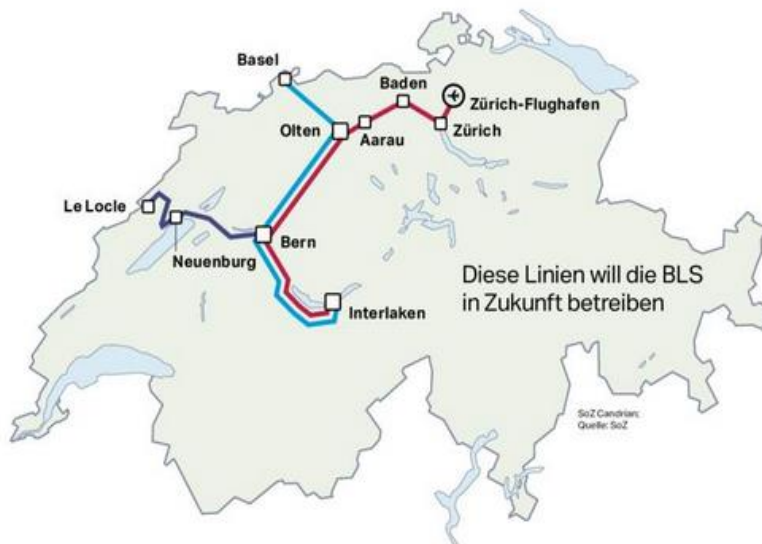 Basel
Baden
Zürich-Flughafen
Olten
Aarau
Zürich
Le Locle
Neuenburg
Bern
Interlaken
Diese Linien will die BLS
in Zukunft betreiben
SoZ Candrian;
Quelle: SoZ